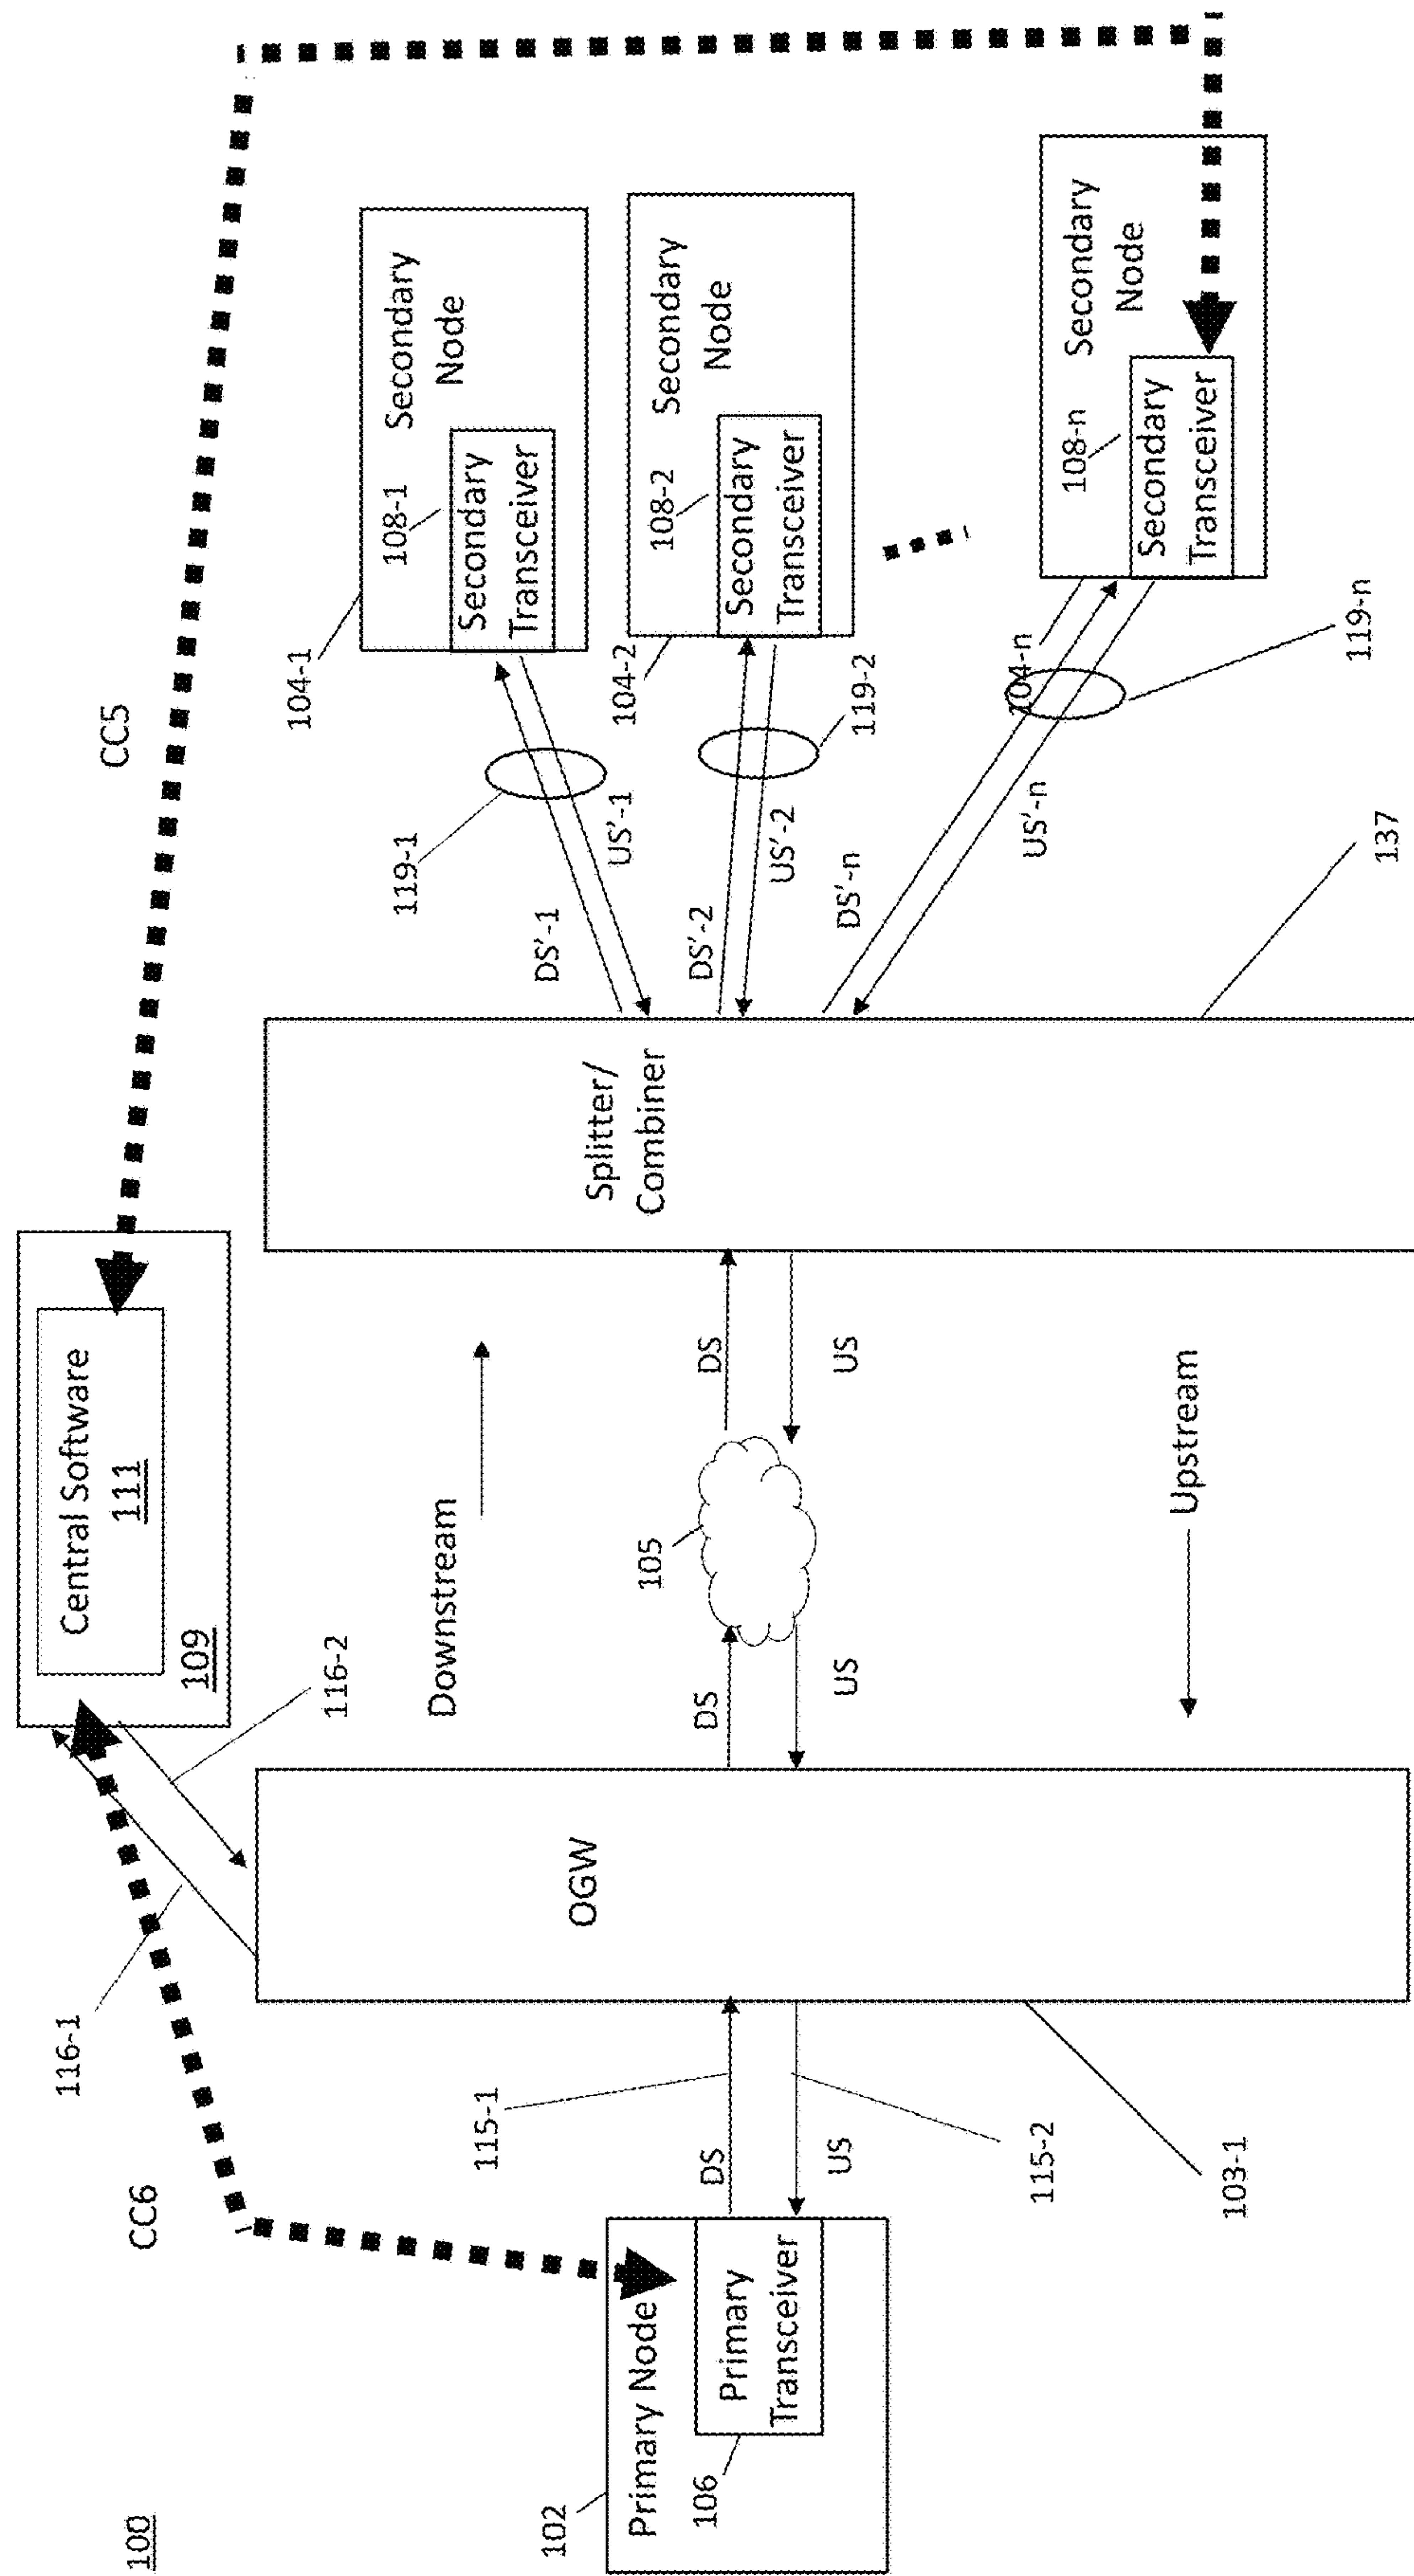 100
CC6
CC5
116-1
116-2
Central Software
111
109
102
Primary Node
106
Primary
Transceiver
DS
US
115-1
115-2
OGW
103-1
Downstream
Upstream
DS
US
105
DS
US
Splitter/
Combiner
137
DS'-1
US'-1
119-1
DS'-2
US'-2
119-2
DS'-n
US'-n
119-n
104-1
108-1
Secondary
Node
Secondary
Transceiver
104-2
108-2
Secondary
Node
Secondary
Transceiver
104-n
108-n
Secondary
Node
Secondary
Transceiver